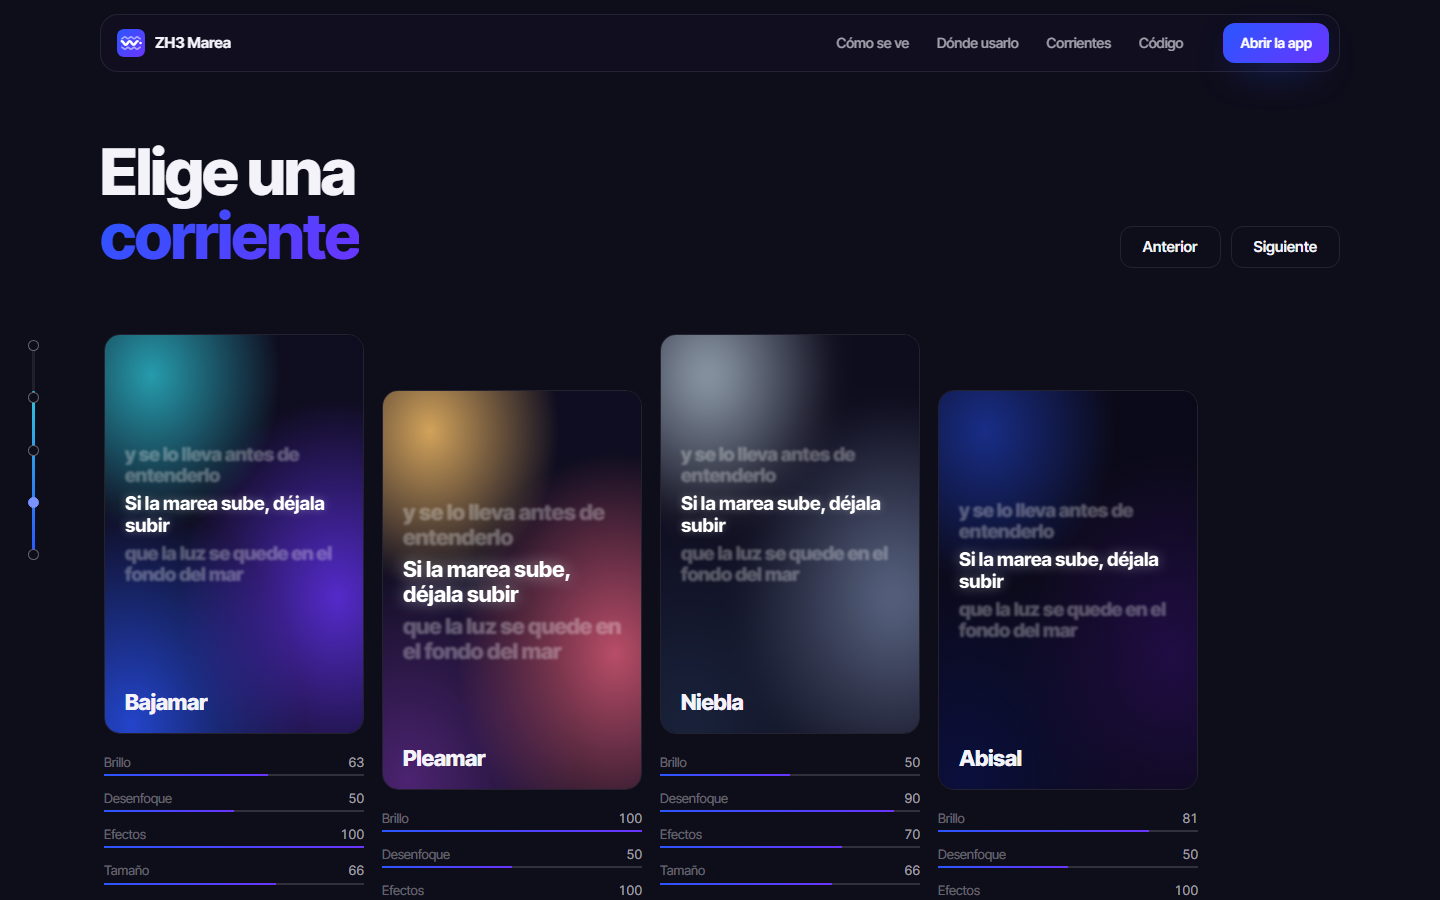 ZH3 Marea
Cómo se ve
Dónde usarlo
Corrientes
Código
Abrir la app
Elige una
corriente
Anterior
Siguiente
y se lo lleva antes de
entenderlo
Si la marea sube, déjala
subir
que la luz se quede en el
fondo del mar
Bajamar
Brillo 63
Desenfoque 50
Efectos 100
Tamaño 66
y se lo lleva antes de
entenderlo
Si la marea sube,
déjala subir
que la luz se quede en
el fondo del mar
Pleamar
Brillo 100
Desenfoque 50
Efectos 100
y se lo lleva antes de
entenderlo
Si la marea sube, déjala
subir
que la luz se quede en el
fondo del mar
Niebla
Brillo 50
Desenfoque 90
Efectos 70
Tamaño 66
y se lo lleva antes de
entenderlo
Si la marea sube, déjala
subir
que la luz se quede en el
fondo del mar
Abisal
Brillo 81
Desenfoque 50
Efectos 100